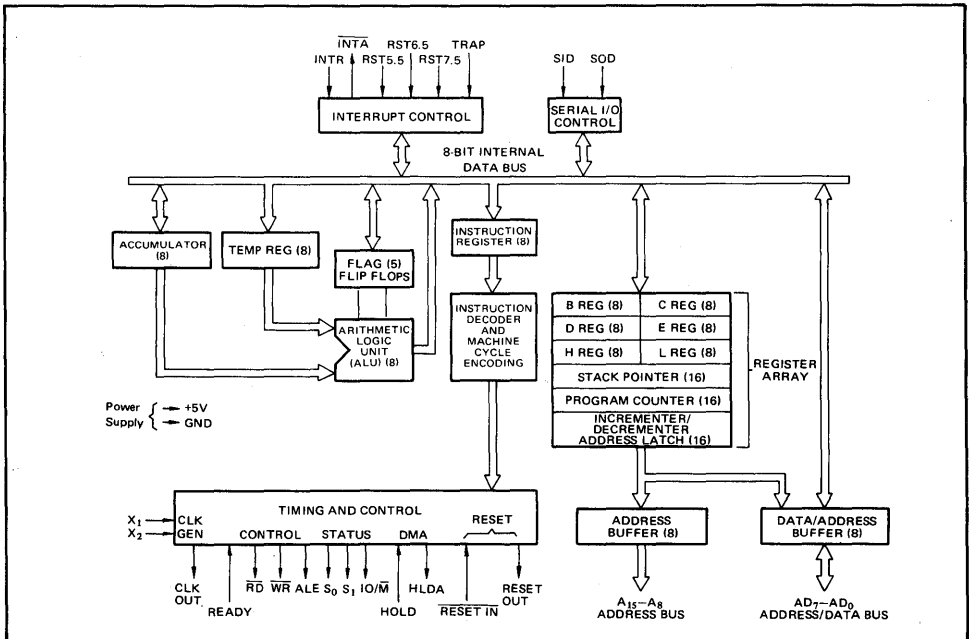 INTA RST6.5 TRAP
INTR RST5.5 RST7.5
SID SOD
INTERRUPT CONTROL
SERIAL I/O
CONTROL
8-BIT INTERNAL
DATA BUS
ACCUMULATOR
(8)
TEMP REG (8)
FLAG (5)
FLIP FLOPS
INSTRUCTION
REGISTER (8)
ARITHMETIC
LOGIC
UNIT
(ALU) (8)
INSTRUCTION
DECODER
AND
MACHINE
CYCLE
ENCODING
B REG (8) C REG (8)
D REG (8) E REG (8)
H REG (8) L REG (8)
STACK POINTER (16)
PROGRAM COUNTER (16)
INCREMENTER/
DECREMENTER
ADDRESS LATCH (16)
REGISTER
ARRAY
Power
Supply
+5V
GND
TIMING AND CONTROL
X1 CLK
X2 GEN
CONTROL STATUS DMA RESET
CLK
OUT
READY
RD WR ALE S0 S1 IO/M
HOLD
HLDA
RESET IN
RESET
OUT
ADDRESS
BUFFER (8)
DATA/ADDRESS
BUFFER (8)
A15–A8
ADDRESS BUS
AD7–AD0
ADDRESS/DATA BUS